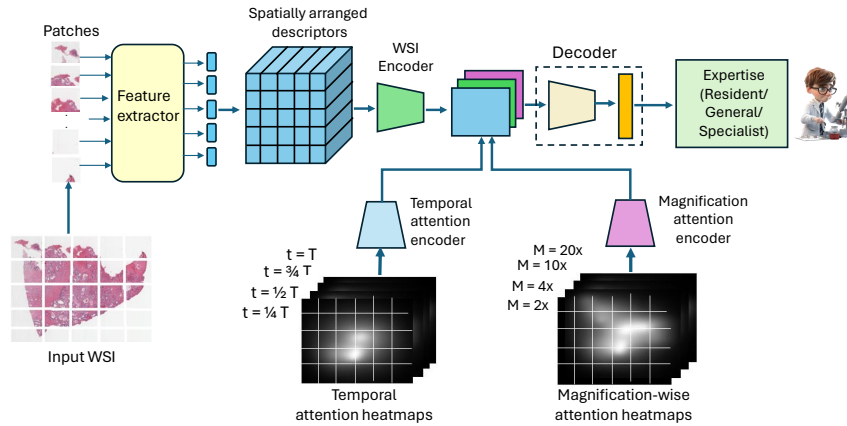 Patches
Feature
extractor
Spatially arranged
descriptors
WSI
Encoder
Decoder
Expertise
(Resident/
General/
Specialist)
Input WSI
Temporal
attention
encoder
t = T
t = ¾ T
t = ½ T
t = ¼ T
Temporal
attention heatmaps
Magnification
attention
encoder
M = 20x
M = 10x
M = 4x
M = 2x
Magnification-wise
attention heatmaps